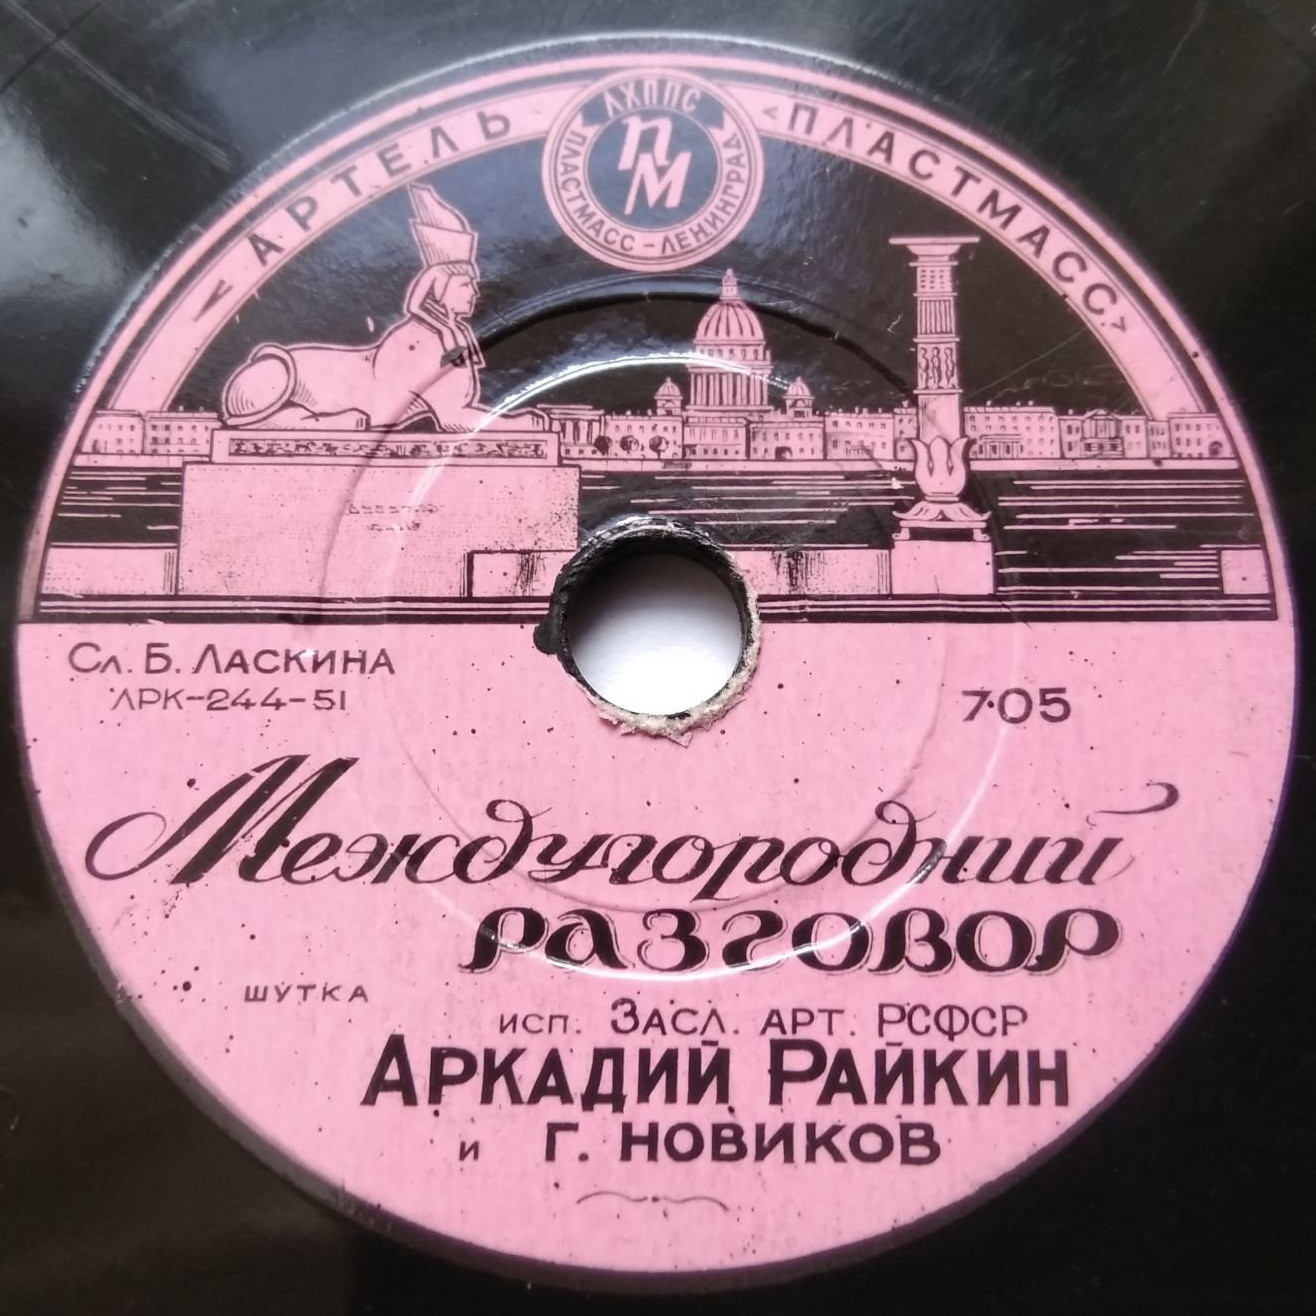 «АРТЕЛЬ «ПЛАСТМАСС»
ЛХППС
ПМ
ПЛАСТМАСС-ЛЕНИНГРАД
Сл. Б. ЛАСКИНА
ЛРК-244-51
705
Междугородний
РАЗГОВОР
ШУТКА
исп. Засл. арт. РСФСР
АРКАДИЙ РАЙКИН
и Г. НОВИКОВ